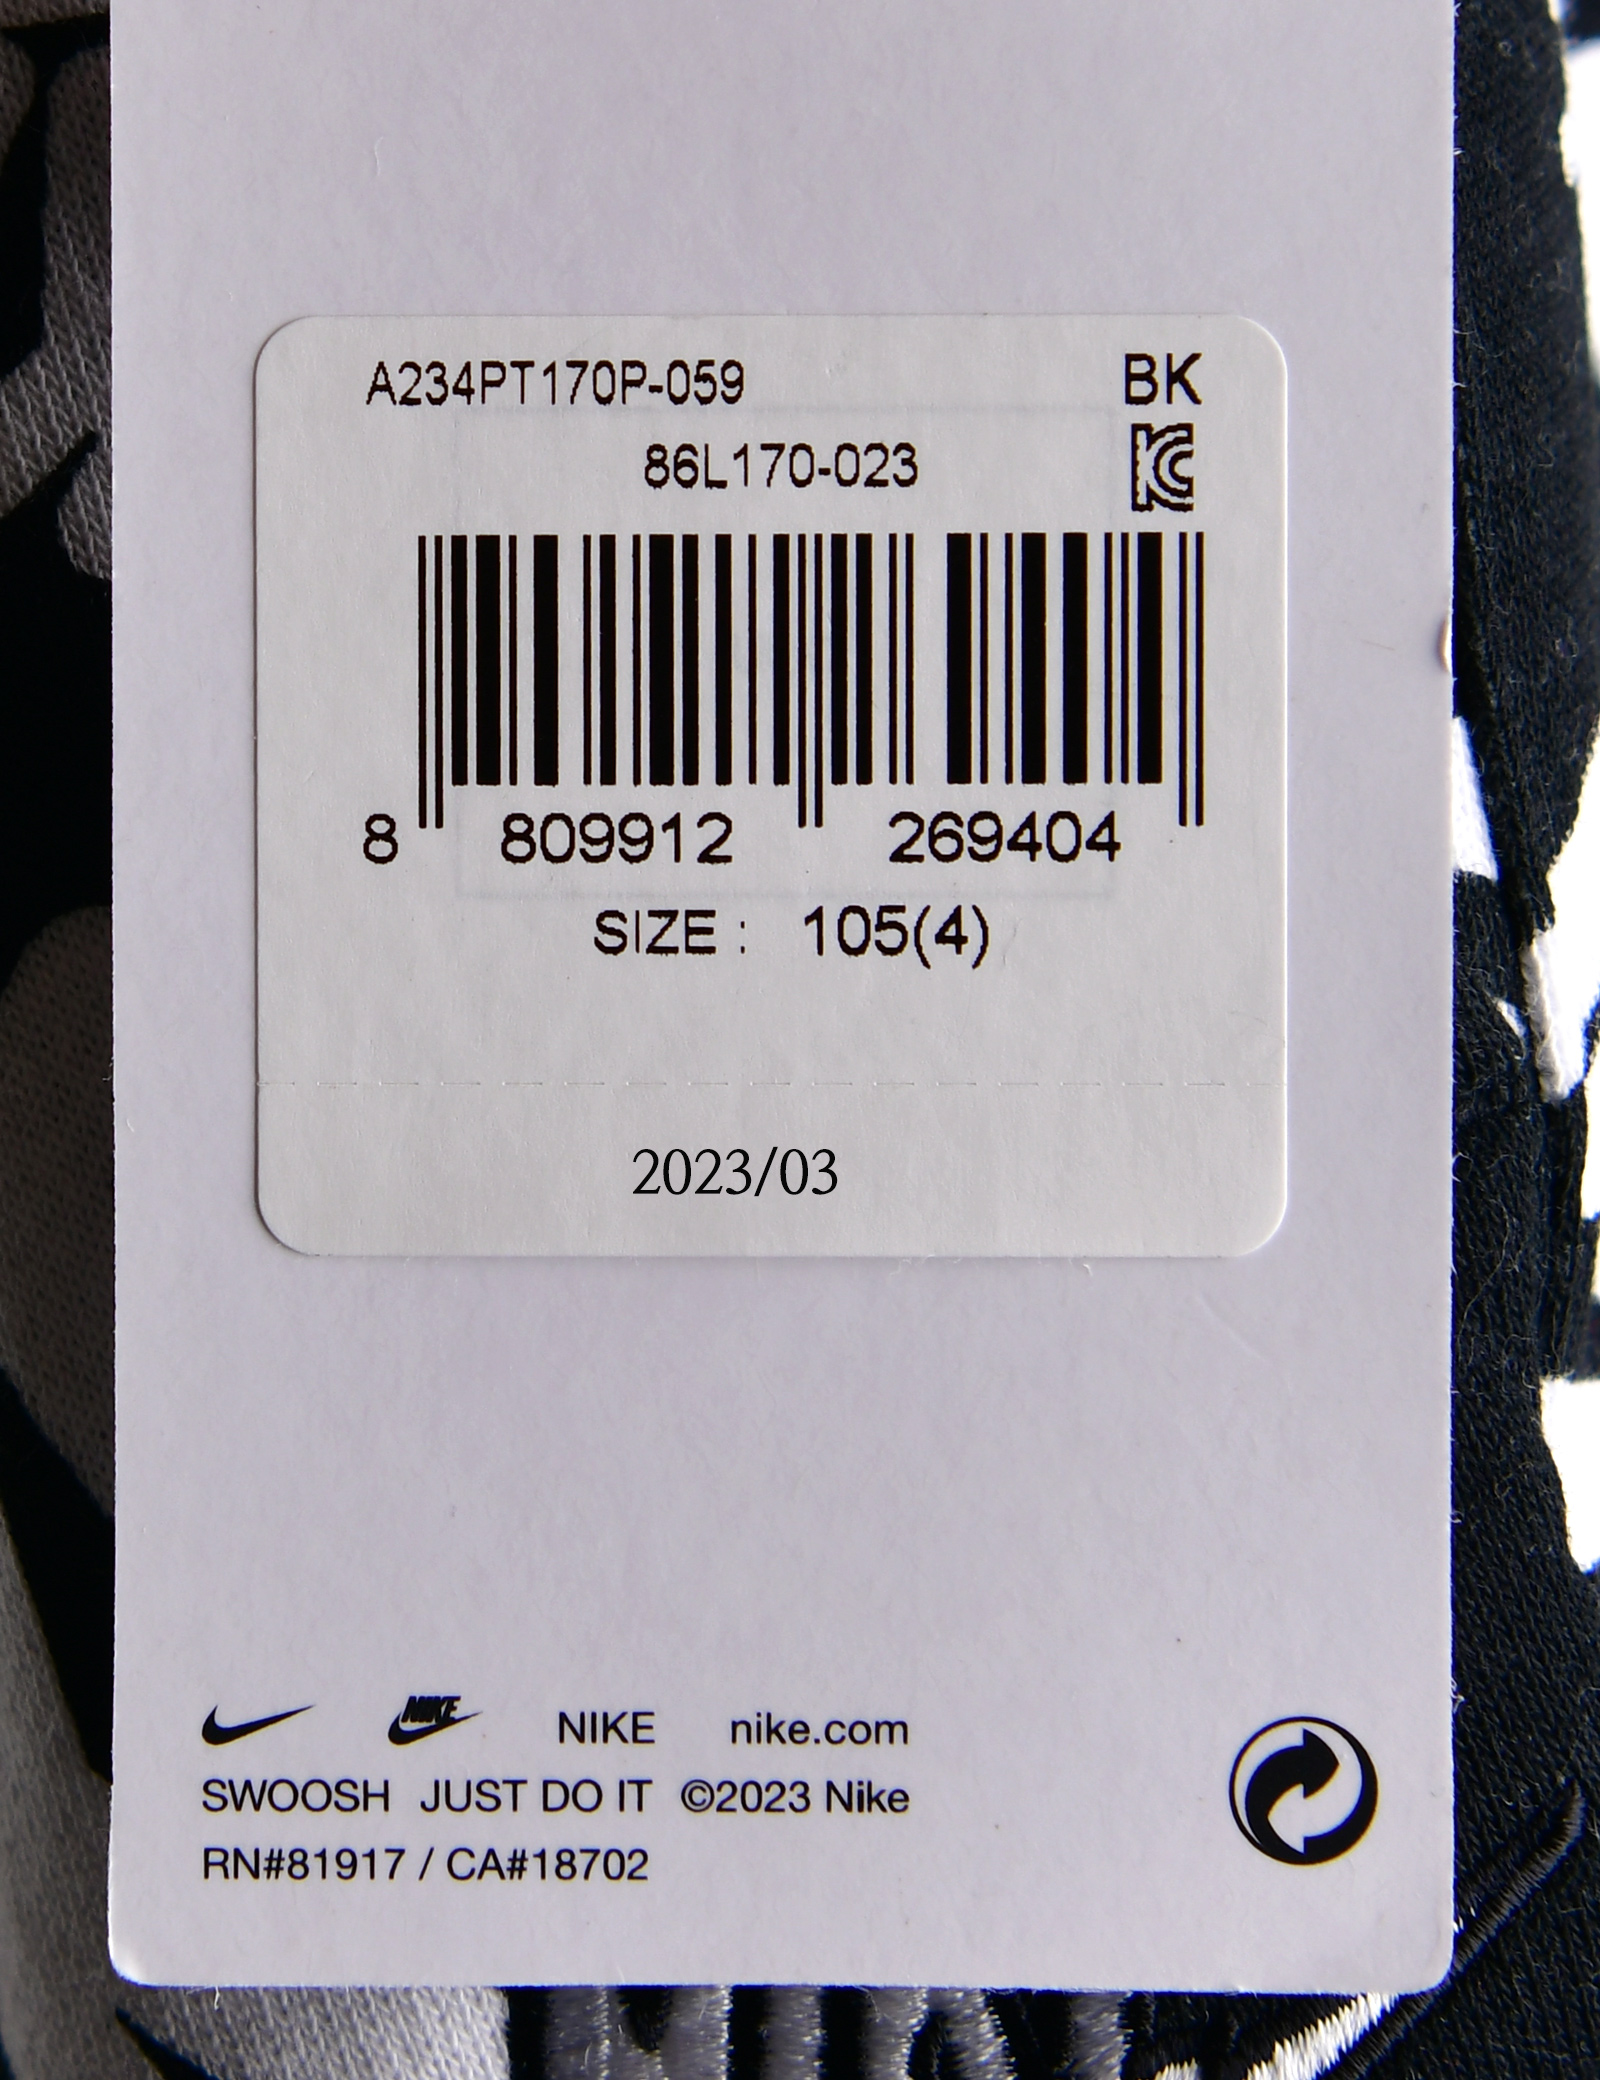 A234PT170P-059 BK
86L170-023
8 809912 269404
SIZE : 105(4)
2023/03
NIKE NIKE nike.com
SWOOSH JUST DO IT ©2023 Nike
RN#81917 / CA#18702